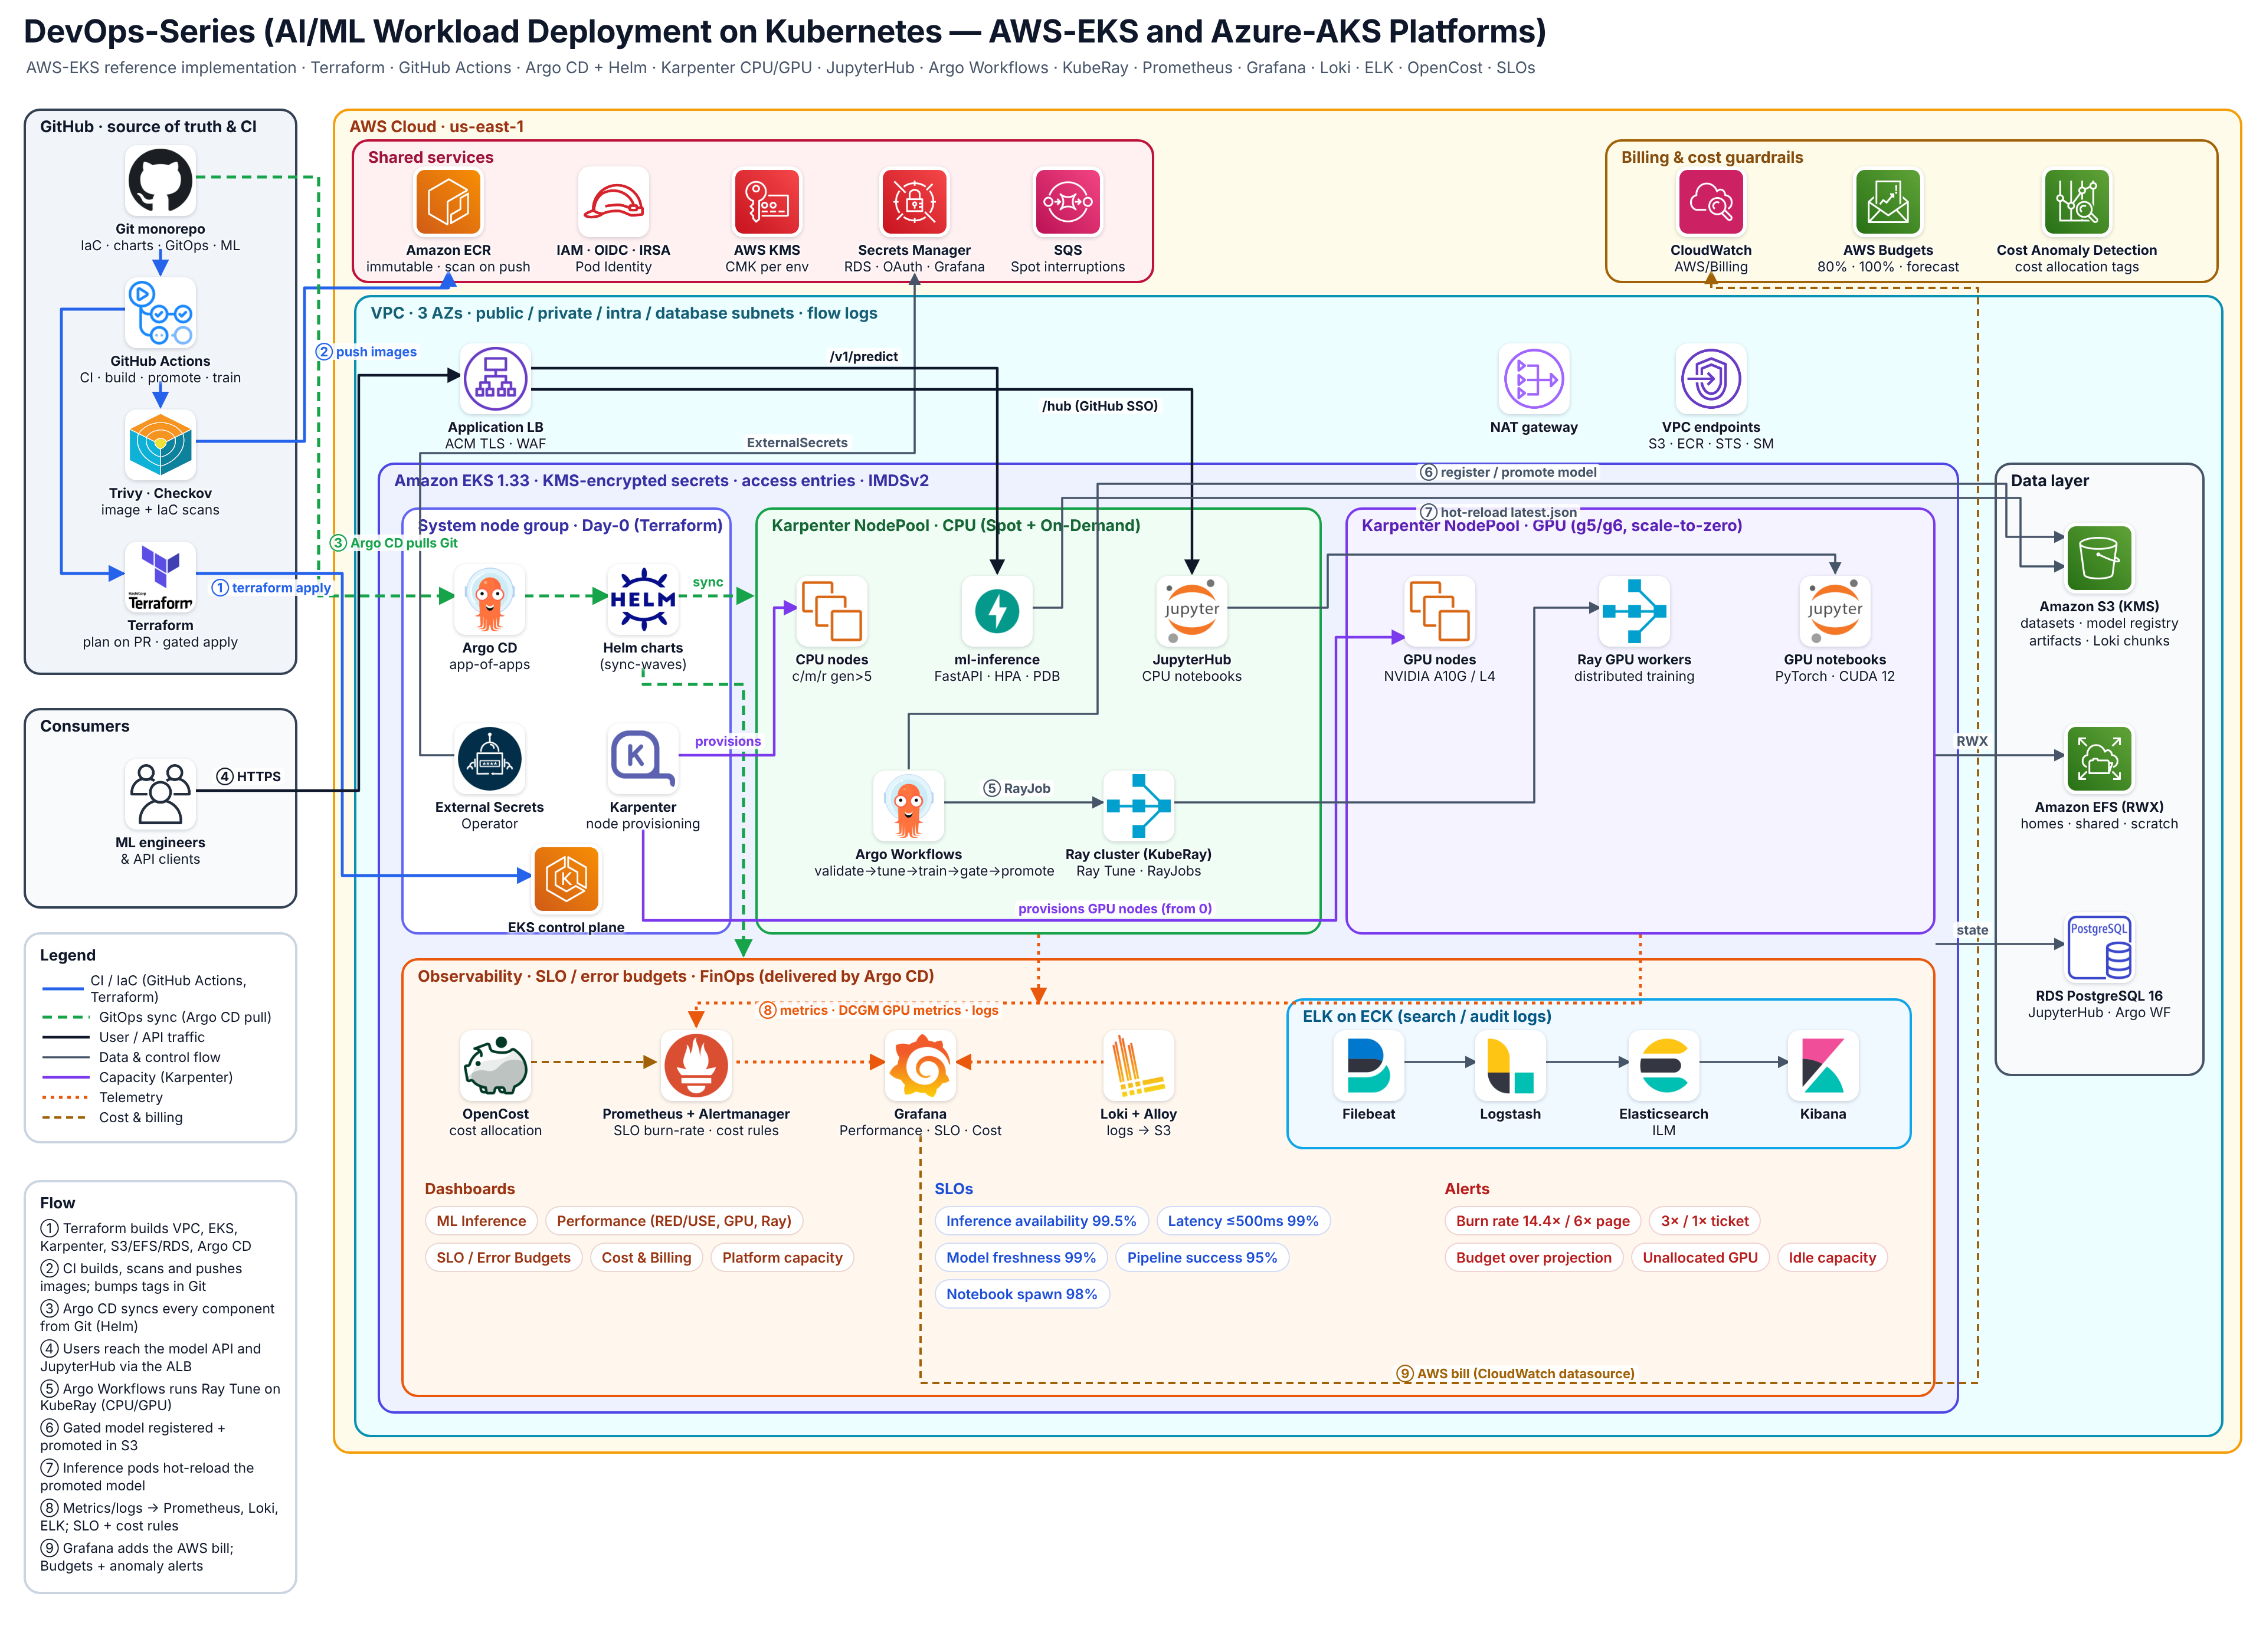 DevOps-Series (AI/ML Workload Deployment on Kubernetes — AWS-EKS and Azure-AKS Platforms)
AWS-EKS reference implementation · Terraform · GitHub Actions · Argo CD + Helm · Karpenter CPU/GPU · JupyterHub · Argo Workflows · KubeRay · Prometheus · Grafana · Loki · ELK · OpenCost · SLOs
GitHub · source of truth & CI
Git monorepo
IaC · charts · GitOps · ML
GitHub Actions
CI · build · promote · train
Trivy · Checkov
image + IaC scans
HashiCorp
Terraform
Terraform
plan on PR · gated apply
① terraform apply
② push images
③ Argo CD pulls Git
Consumers
ML engineers
& API clients
④ HTTPS
Legend
CI / IaC (GitHub Actions,
Terraform)
GitOps sync (Argo CD pull)
User / API traffic
Data & control flow
Capacity (Karpenter)
Telemetry
Cost & billing
Flow
① Terraform builds VPC, EKS,
Karpenter, S3/EFS/RDS, Argo CD
② CI builds, scans and pushes
images; bumps tags in Git
③ Argo CD syncs every component
from Git (Helm)
④ Users reach the model API and
JupyterHub via the ALB
⑤ Argo Workflows runs Ray Tune on
KubeRay (CPU/GPU)
⑥ Gated model registered +
promoted in S3
⑦ Inference pods hot-reload the
promoted model
⑧ Metrics/logs → Prometheus, Loki,
ELK; SLO + cost rules
⑨ Grafana adds the AWS bill;
Budgets + anomaly alerts
AWS Cloud · us-east-1
Shared services
Amazon ECR
immutable · scan on push
IAM · OIDC · IRSA
Pod Identity
AWS KMS
CMK per env
Secrets Manager
RDS · OAuth · Grafana
SQS
Spot interruptions
Billing & cost guardrails
CloudWatch
AWS/Billing
AWS Budgets
80% · 100% · forecast
Cost Anomaly Detection
cost allocation tags
VPC · 3 AZs · public / private / intra / database subnets · flow logs
Application LB
ACM TLS · WAF
/v1/predict
/hub (GitHub SSO)
ExternalSecrets
NAT gateway
VPC endpoints
S3 · ECR · STS · SM
Amazon EKS 1.33 · KMS-encrypted secrets · access entries · IMDSv2
⑥ register / promote model
⑦ hot-reload latest.json
System node group · Day-0 (Terraform)
Argo CD
app-of-apps
HELM
Helm charts
(sync-waves)
sync
External Secrets
Operator
K
Karpenter
node provisioning
provisions
K
EKS control plane
Karpenter NodePool · CPU (Spot + On-Demand)
CPU nodes
c/m/r gen>5
ml-inference
FastAPI · HPA · PDB
jupyter
JupyterHub
CPU notebooks
Argo Workflows
validate→tune→train→gate→promote
⑤ RayJob
Ray cluster (KubeRay)
Ray Tune · RayJobs
provisions GPU nodes (from 0)
Karpenter NodePool · GPU (g5/g6, scale-to-zero)
GPU nodes
NVIDIA A10G / L4
Ray GPU workers
distributed training
jupyter
GPU notebooks
PyTorch · CUDA 12
Data layer
Amazon S3 (KMS)
datasets · model registry
artifacts · Loki chunks
RWX
Amazon EFS (RWX)
homes · shared · scratch
state
PostgreSQL
RDS PostgreSQL 16
JupyterHub · Argo WF
Observability · SLO / error budgets · FinOps (delivered by Argo CD)
⑧ metrics · DCGM GPU metrics · logs
OpenCost
cost allocation
Prometheus + Alertmanager
SLO burn-rate · cost rules
Grafana
Performance · SLO · Cost
Loki + Alloy
logs → S3
ELK on ECK (search / audit logs)
Filebeat
Logstash
Elasticsearch
ILM
Kibana
Dashboards
ML Inference
Performance (RED/USE, GPU, Ray)
SLO / Error Budgets
Cost & Billing
Platform capacity
SLOs
Inference availability 99.5%
Latency ≤500ms 99%
Model freshness 99%
Pipeline success 95%
Notebook spawn 98%
Alerts
Burn rate 14.4× / 6× page
3× / 1× ticket
Budget over projection
Unallocated GPU
Idle capacity
⑨ AWS bill (CloudWatch datasource)